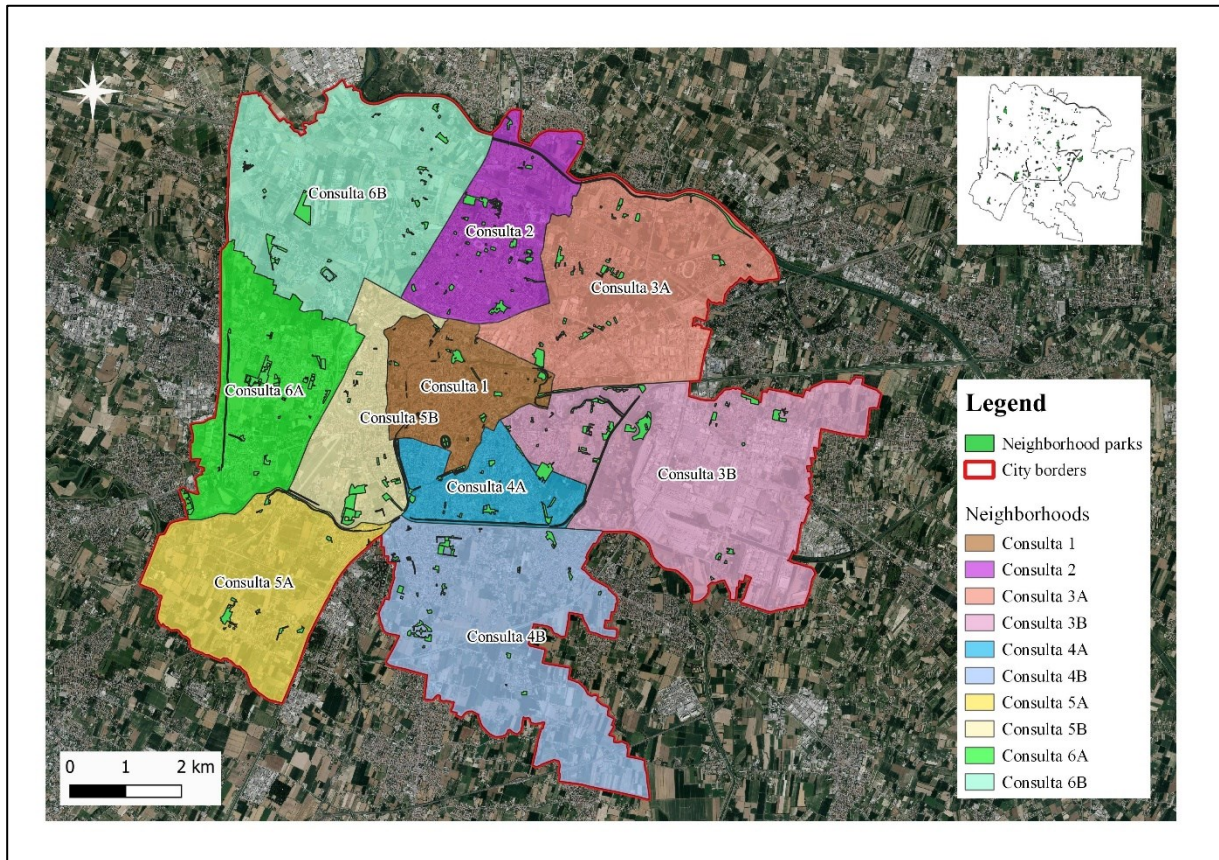 Consulta 6B
Consulta 2
Consulta 3A
Consulta 6A
Consulta 1
Consulta 5B
Consulta 3B
Consulta 4A
Consulta 5A
Consulta 4B
0 1 2 km
Legend
Neighborhood parks
City borders
Neighborhoods
Consulta 1
Consulta 2
Consulta 3A
Consulta 3B
Consulta 4A
Consulta 4B
Consulta 5A
Consulta 5B
Consulta 6A
Consulta 6B